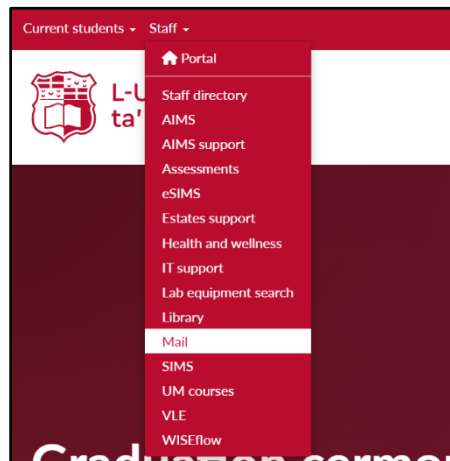 Current students Staff
Portal
Staff directory
L-U
AIMS
ta'
AIMS support
Assessments
eSIMS
Estates support
Health and wellness
IT support
Lab equipment search
Library
Mail
SIMS
UM courses
VLE
WISEflow